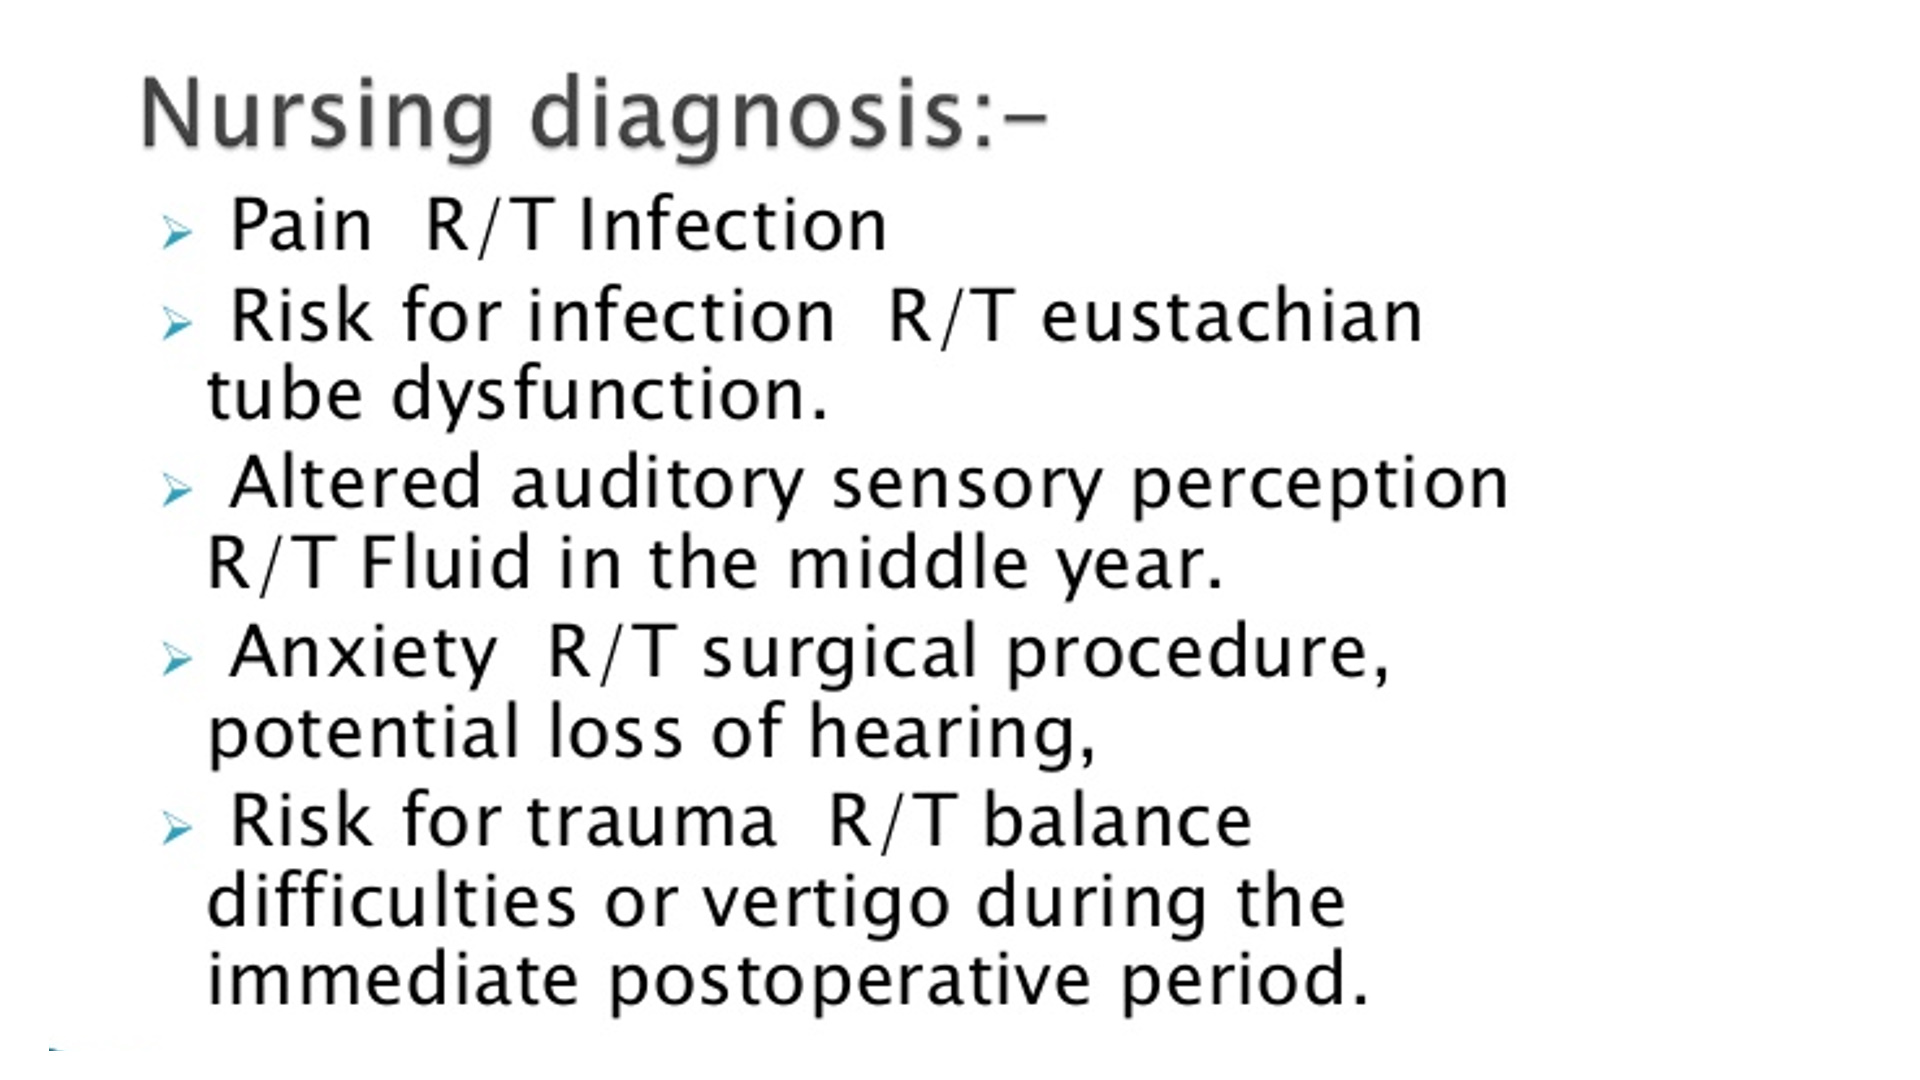 Nursing diagnosis:-
➢ Pain R/T Infection
➢ Risk for infection R/T eustachian
tube dysfunction.
➢ Altered auditory sensory perception
R/T Fluid in the middle year.
➢ Anxiety R/T surgical procedure,
potential loss of hearing,
➢ Risk for trauma R/T balance
difficulties or vertigo during the
immediate postoperative period.